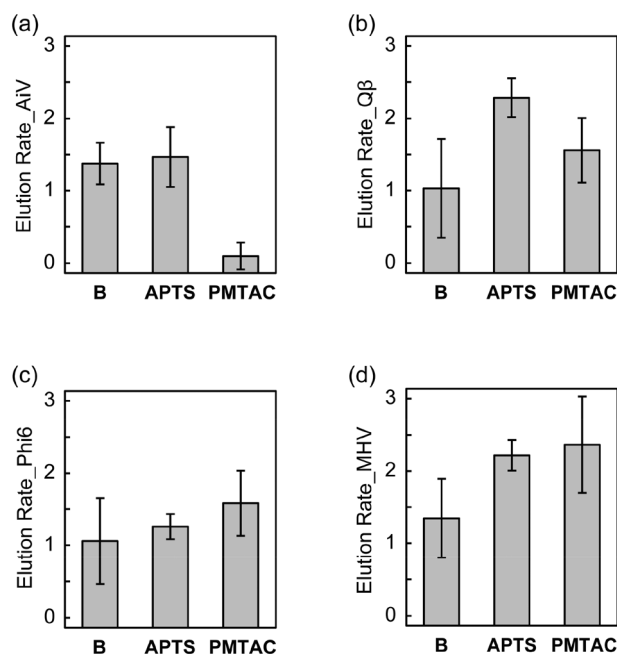 (a)
3
2
1
0
Elution Rate_AiV
B APTS PMTAC
(b)
3
2
1
0
Elution Rate_Qβ
B APTS PMTAC
(c)
3
2
1
0
Elution Rate_Phi6
B APTS PMTAC
(d)
3
2
1
0
Elution Rate_MHV
B APTS PMTAC